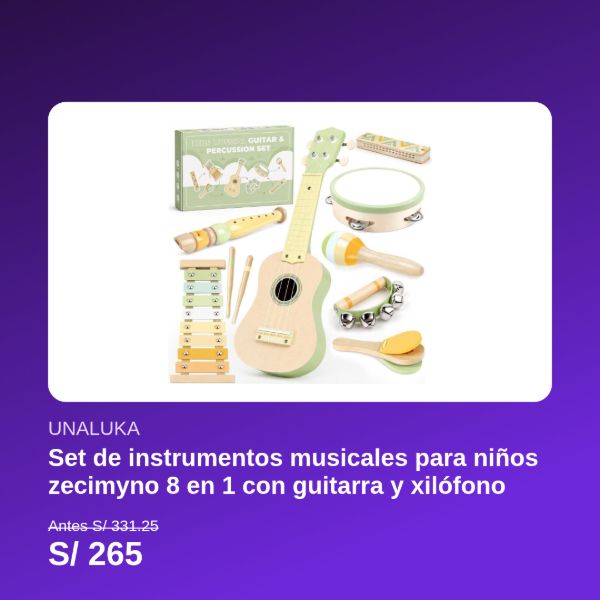 GUITAR &
PERCUSSION SET
UNALUKA
Set de instrumentos musicales para niños
zecimyno 8 en 1 con guitarra y xilófono
Antes S/ 331.25
S/ 265